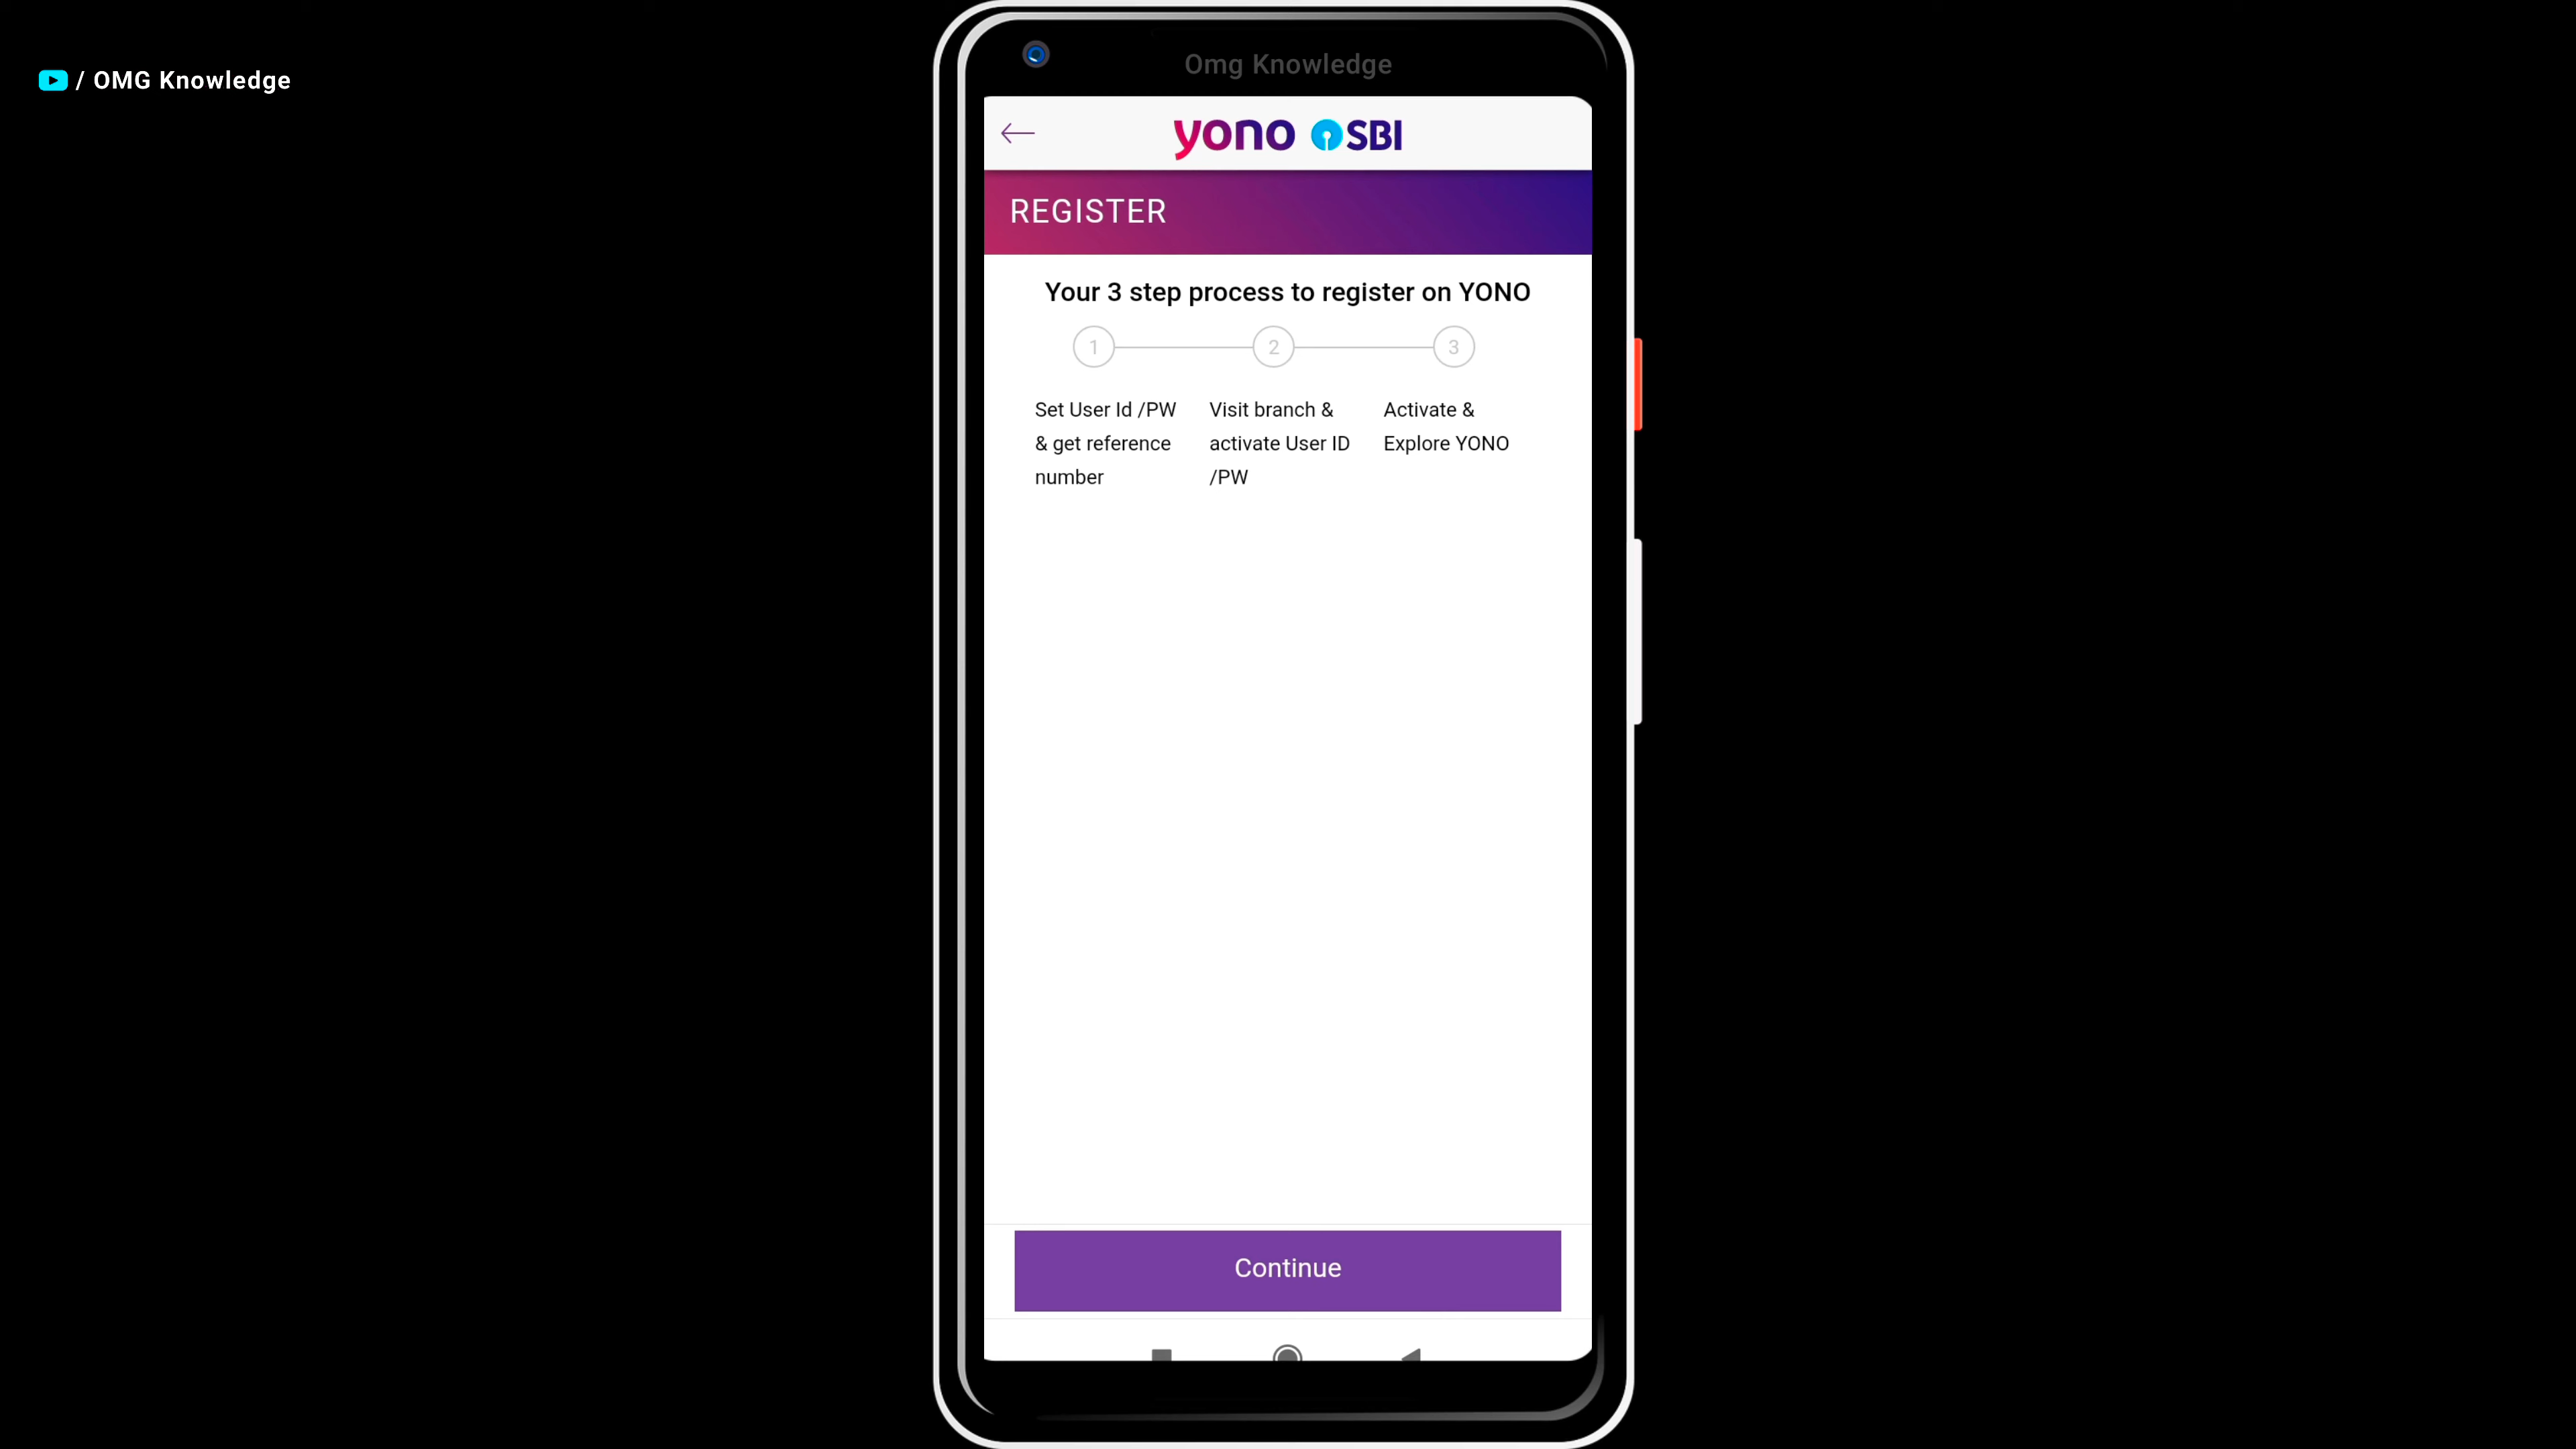 / OMG Knowledge
Omg Knowledge
yono SBI
REGISTER
Your 3 step process to register on YONO
1 2 3
Set User Id /PW
& get reference
number
Visit branch &
activate User ID
/PW
Activate &
Explore YONO
Continue